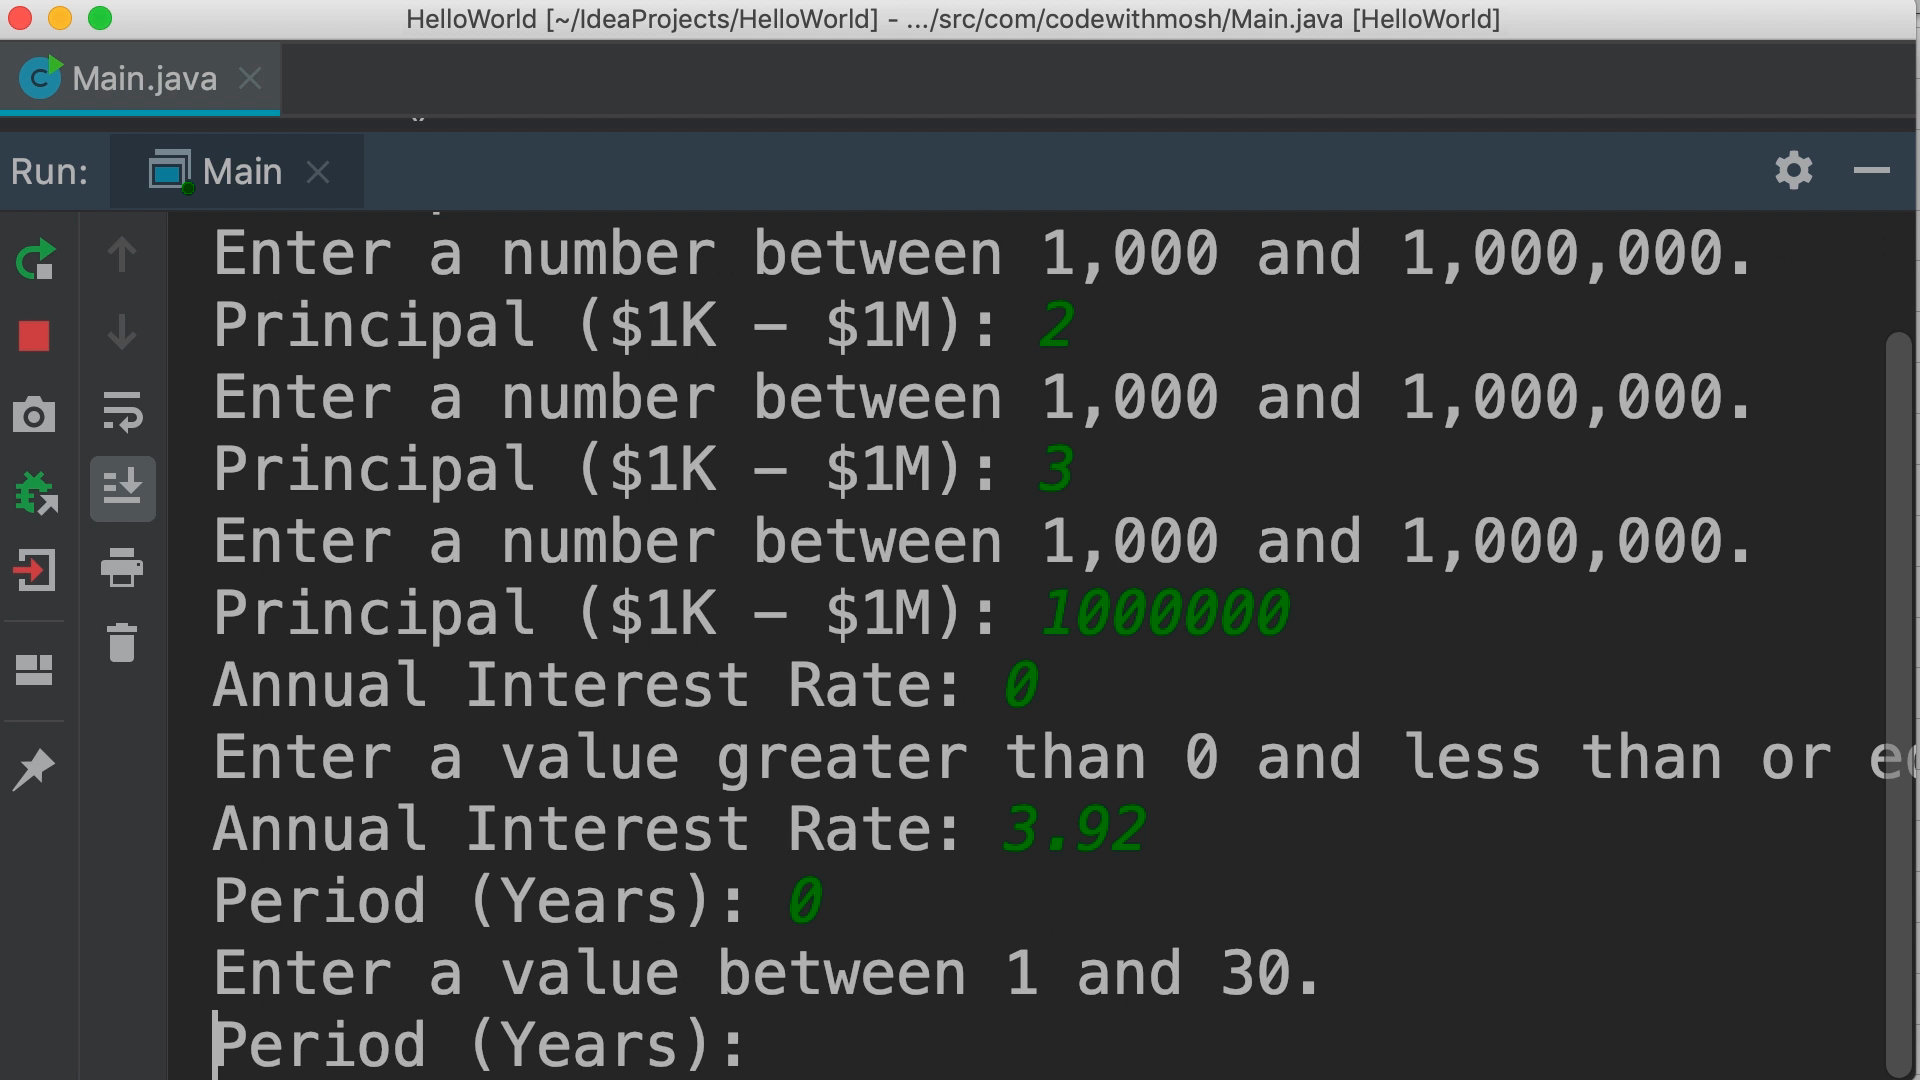 HelloWorld [~/IdeaProjects/HelloWorld] - .../src/com/codewithmosh/Main.java [HelloWorld]
Main.java
Run: Main
Enter a number between 1,000 and 1,000,000.
Principal ($1K – $1M): 2
Enter a number between 1,000 and 1,000,000.
Principal ($1K – $1M): 3
Enter a number between 1,000 and 1,000,000.
Principal ($1K – $1M): 1000000
Annual Interest Rate: 0
Enter a value greater than 0 and less than or
Annual Interest Rate: 3.92
Period (Years): 0
Enter a value between 1 and 30.
Period (Years):